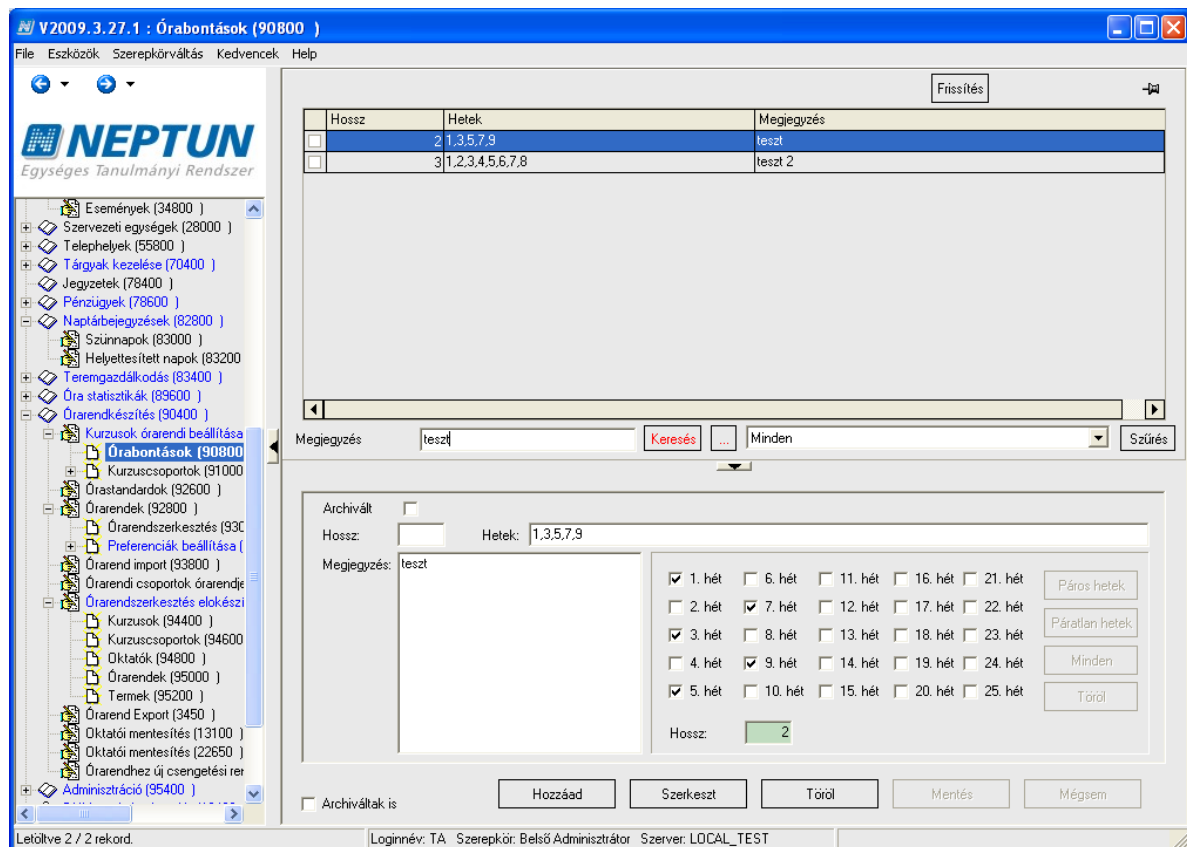 V2009.3.27.1 : Órabontások (90800  )
File Eszközök Szerepkörváltás Kedvencek Help
NEPTUN
Egységes Tanulmányi Rendszer
Események (34800  )
Szervezeti egységek (28000  )
Telephelyek (55800  )
Tárgyak kezelése (70400  )
Jegyzetek (78400  )
Pénzügyek (78600  )
Naptárbejegyzések (82800  )
Szünnapok (83000  )
Helyettesített napok (83200
Teremgazdálkodás (83400  )
Óra statisztikák (89600  )
Órarendkészítés (90400  )
Kurzusok órarendi beállítása
Órabontások (90800
Kurzuscsoportok (91000
Órastandardok (92600  )
Órarendek (92800  )
Órarendszerkesztés (930
Preferenciák beállítása (
Órarend import (93800  )
Órarendi csoportok órarendje
Órarendszerkesztés elokészí
Kurzusok (94400  )
Kurzuscsoportok (94600
Oktatók (94800  )
Órarendek (95000  )
Termek (95200  )
Órarend Export (3450  )
Oktatói mentesítés (13100  )
Oktatói mentesítés (22650  )
Órarendhez új csengetési rer
Adminisztráció (95400  )
Frissítés
Hossz Hetek Megjegyzés
2 1,3,5,7,9 teszt
3 1,2,3,4,5,6,7,8 teszt 2
Megjegyzés teszt Keresés ... Minden Szűrés
Archivált
Hossz: Hetek: 1,3,5,7,9
Megjegyzés: teszt
1. hét 6. hét 11. hét 16. hét 21. hét
2. hét 7. hét 12. hét 17. hét 22. hét
3. hét 8. hét 13. hét 18. hét 23. hét
4. hét 9. hét 14. hét 19. hét 24. hét
5. hét 10. hét 15. hét 20. hét 25. hét
Páros hetek
Páratlan hetek
Minden
Töröl
Hossz: 2
Archiváltak is Hozzáad Szerkeszt Töröl Mentés Mégsem
Letöltve 2 / 2 rekord. Loginnév: TA Szerepkör: Belső Adminisztrátor Szerver: LOCAL_TEST